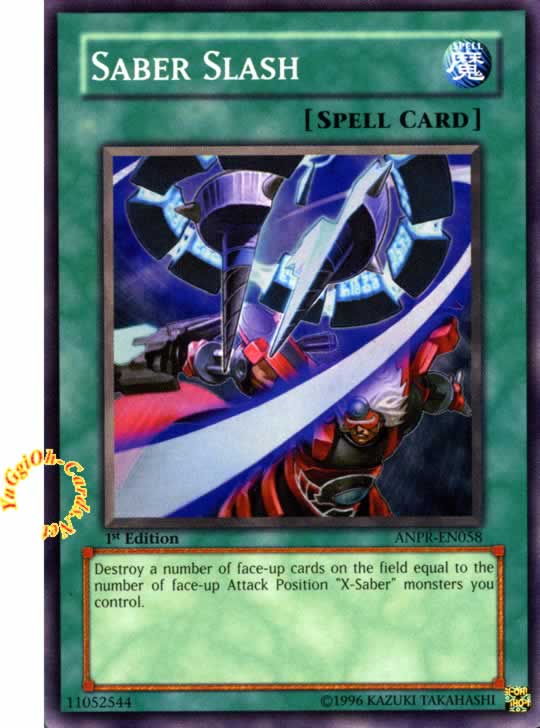 SABER SLASH
SPELL
魔
[SPELL CARD]
YuGgiOh-Cards.Net
1st Edition
ANPR-EN058
Destroy a number of face-up cards on the field equal to the
number of face-up Attack Position "X-Saber" monsters you
control.
11052544
©1996 KAZUKI TAKAHASHI